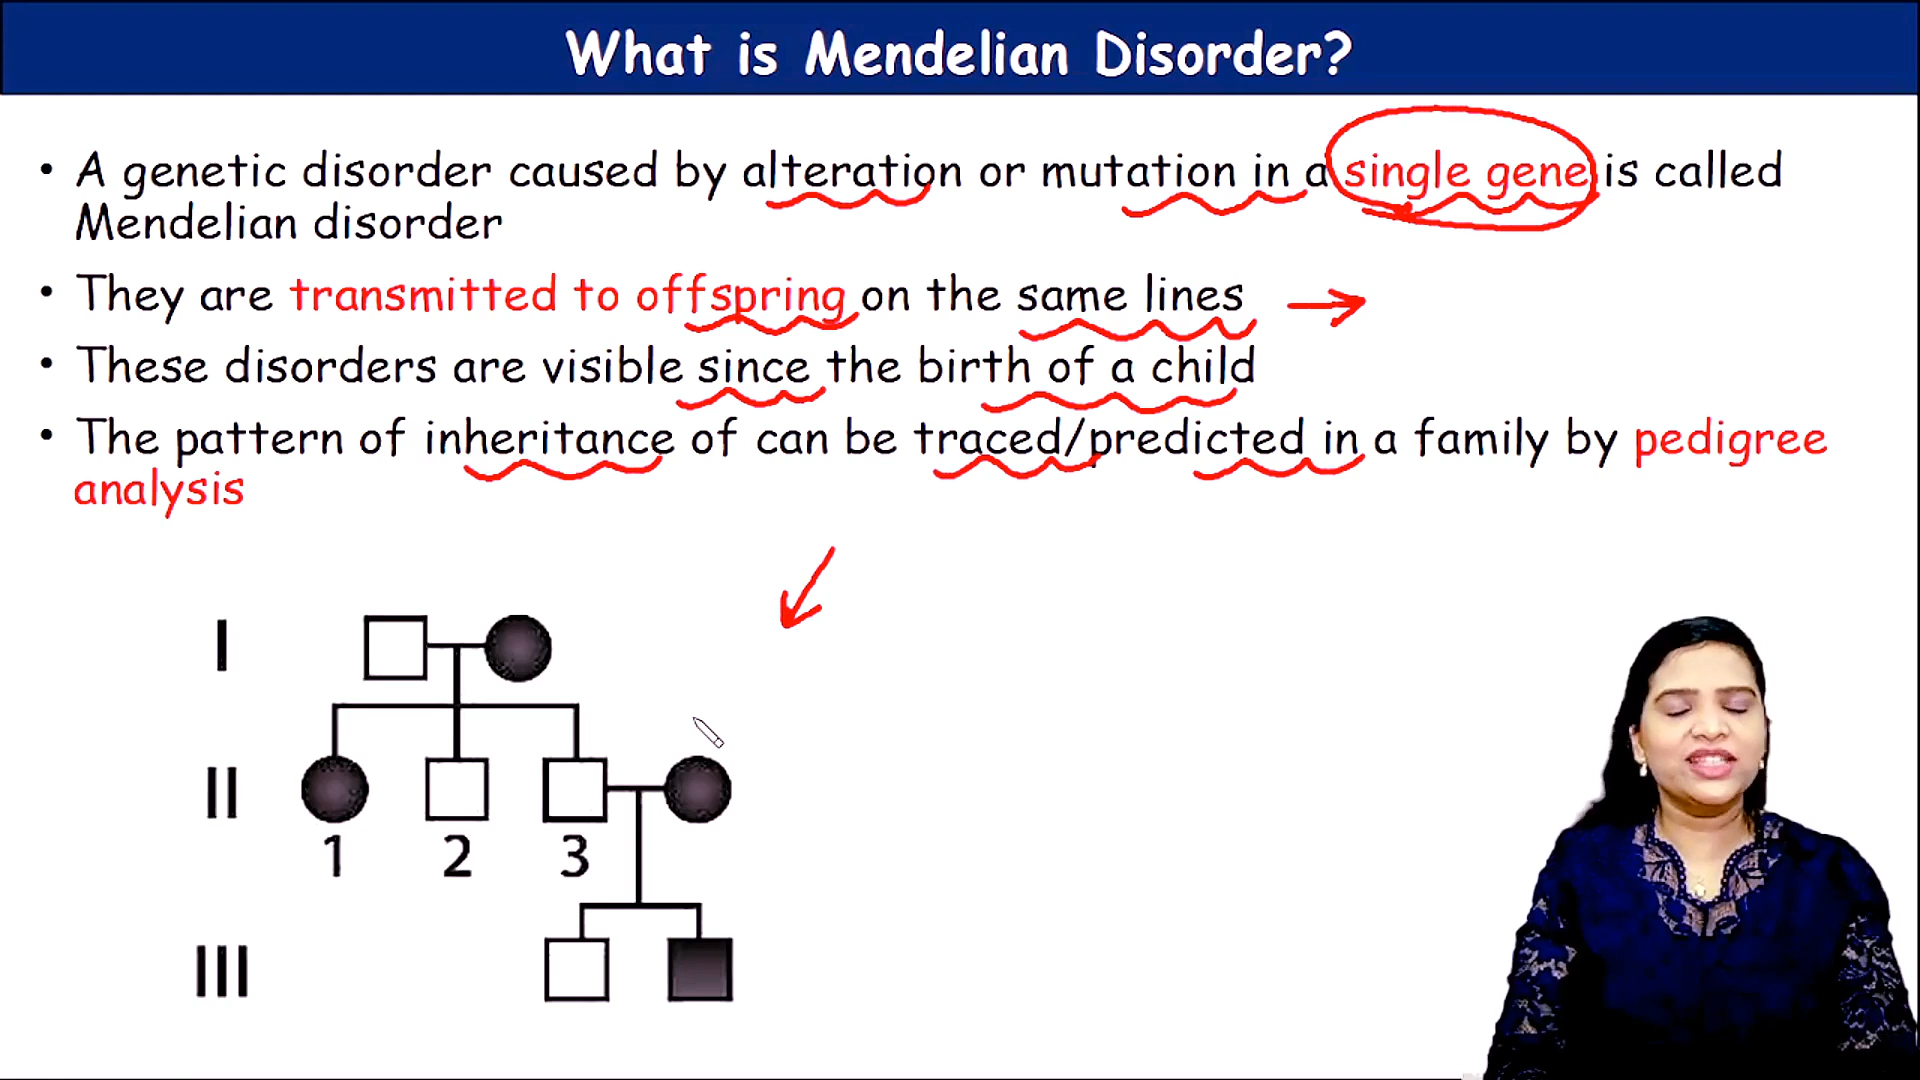 What is Mendelian Disorder?
• A genetic disorder caused by alteration or mutation in a single gene is called
Mendelian disorder
• They are transmitted to offspring on the same lines
• These disorders are visible since the birth of a child
• The pattern of inheritance of can be traced/predicted in a family by pedigree
analysis
I
II
1 2 3
III